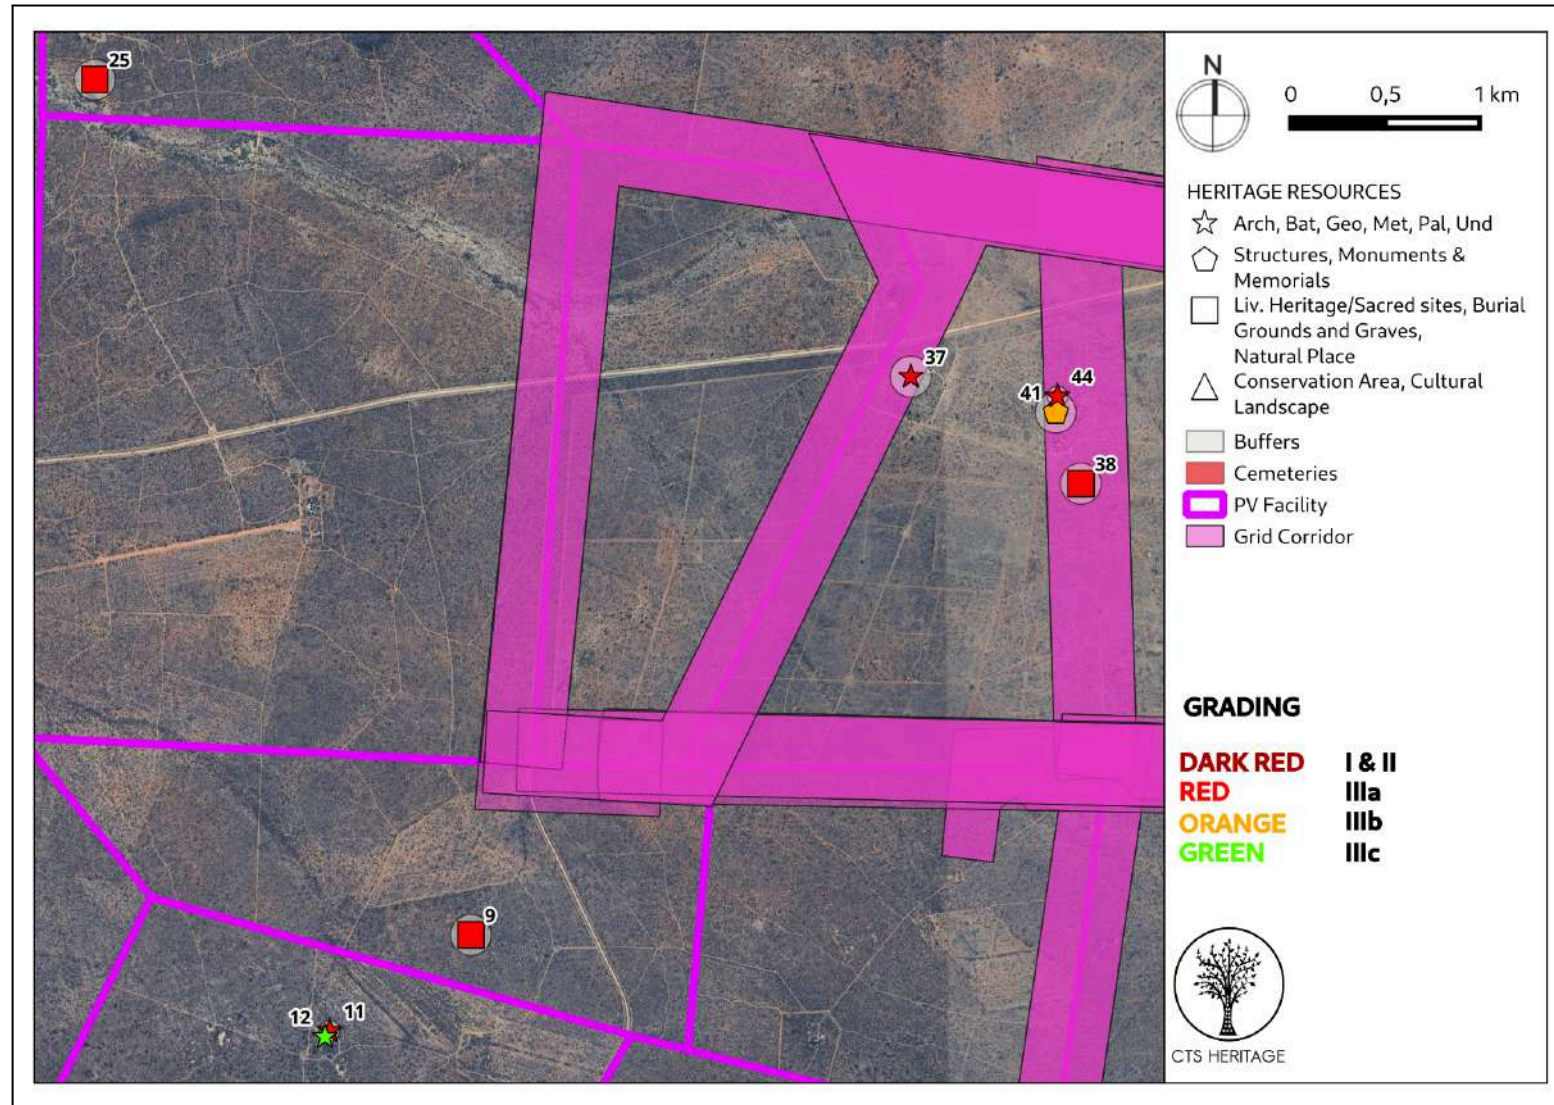 25
37
44
41
38
9
11
12
N
0 0,5 1 km
HERITAGE RESOURCES
Arch, Bat, Geo, Met, Pal, Und
Structures, Monuments &
Memorials
Liv. Heritage/Sacred sites, Burial
Grounds and Graves,
Natural Place
Conservation Area, Cultural
Landscape
Buffers
Cemeteries
PV Facility
Grid Corridor
GRADING
DARK RED I & II
RED IIIa
ORANGE IIIb
GREEN IIIc
CTS HERITAGE